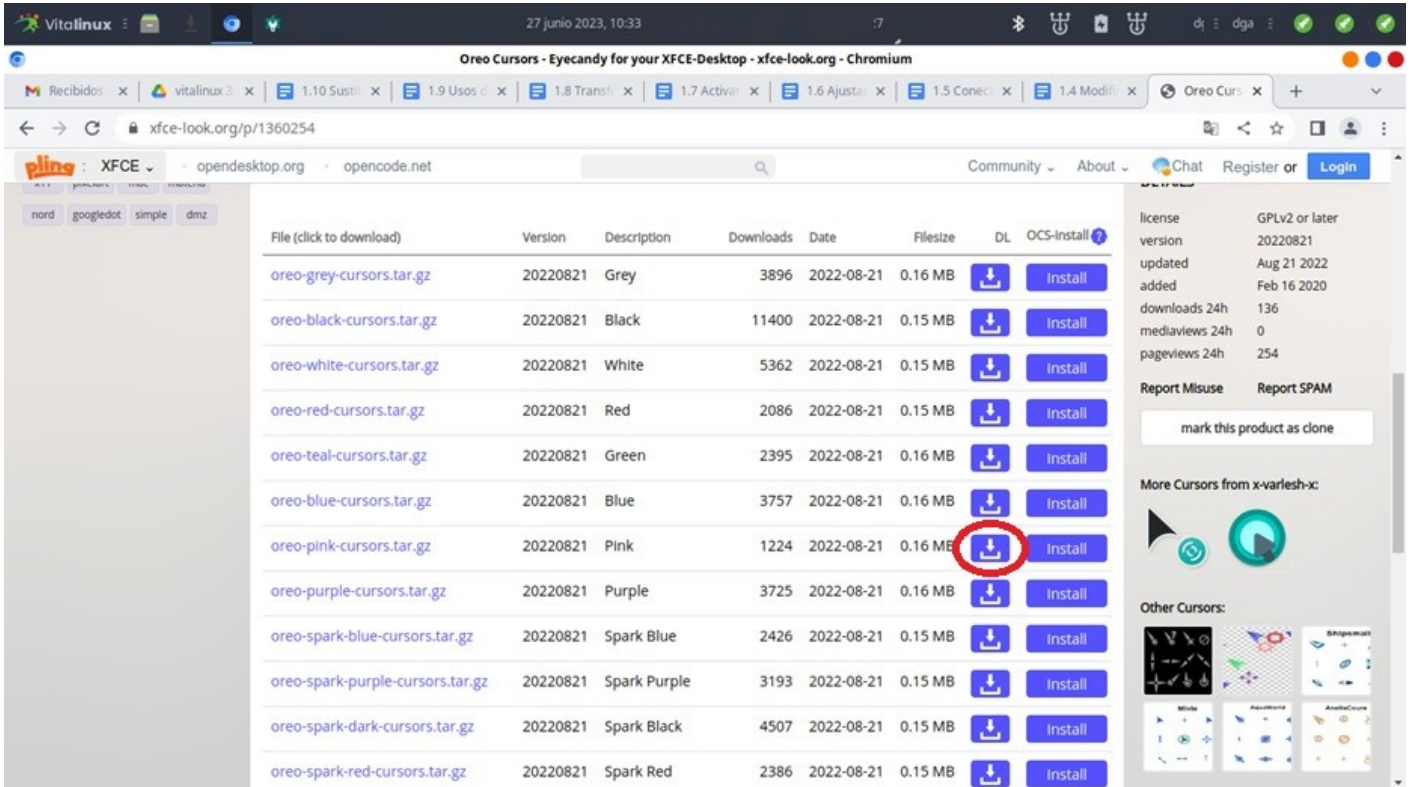 Vitalinux
27 junio 2023, 10:33
:7
dga
Oreo Cursors - Eyecandy for your XFCE-Desktop - xfce-look.org - Chromium
Recibidos
vitalinux 3
1.10 Susti
1.9 Usos d
1.8 Transf
1.7 Activa
1.6 Ajusta
1.5 Conec
1.4 Modifi
Oreo Curs
xfce-look.org/p/1360254
pling : XFCE
opendesktop.org
opencode.net
Community
About
Chat
Register or Login
x11 pixelart mac material
nord googledot simple dmz
File (click to download) Version Description Downloads Date Filesize DL OCS-Install ?
oreo-grey-cursors.tar.gz 20220821 Grey 3896 2022-08-21 0.16 MB Install
oreo-black-cursors.tar.gz 20220821 Black 11400 2022-08-21 0.15 MB Install
oreo-white-cursors.tar.gz 20220821 White 5362 2022-08-21 0.15 MB Install
oreo-red-cursors.tar.gz 20220821 Red 2086 2022-08-21 0.15 MB Install
oreo-teal-cursors.tar.gz 20220821 Green 2395 2022-08-21 0.16 MB Install
oreo-blue-cursors.tar.gz 20220821 Blue 3757 2022-08-21 0.16 MB Install
oreo-pink-cursors.tar.gz 20220821 Pink 1224 2022-08-21 0.16 MB Install
oreo-purple-cursors.tar.gz 20220821 Purple 3725 2022-08-21 0.16 MB Install
oreo-spark-blue-cursors.tar.gz 20220821 Spark Blue 2426 2022-08-21 0.15 MB Install
oreo-spark-purple-cursors.tar.gz 20220821 Spark Purple 3193 2022-08-21 0.15 MB Install
oreo-spark-dark-cursors.tar.gz 20220821 Spark Black 4507 2022-08-21 0.15 MB Install
oreo-spark-red-cursors.tar.gz 20220821 Spark Red 2386 2022-08-21 0.15 MB Install
DETAILS
license GPLv2 or later
version 20220821
updated Aug 21 2022
added Feb 16 2020
downloads 24h 136
mediaviews 24h 0
pageviews 24h 254
Report Misuse Report SPAM
mark this product as clone
More Cursors from x-varlesh-x:
Other Cursors: